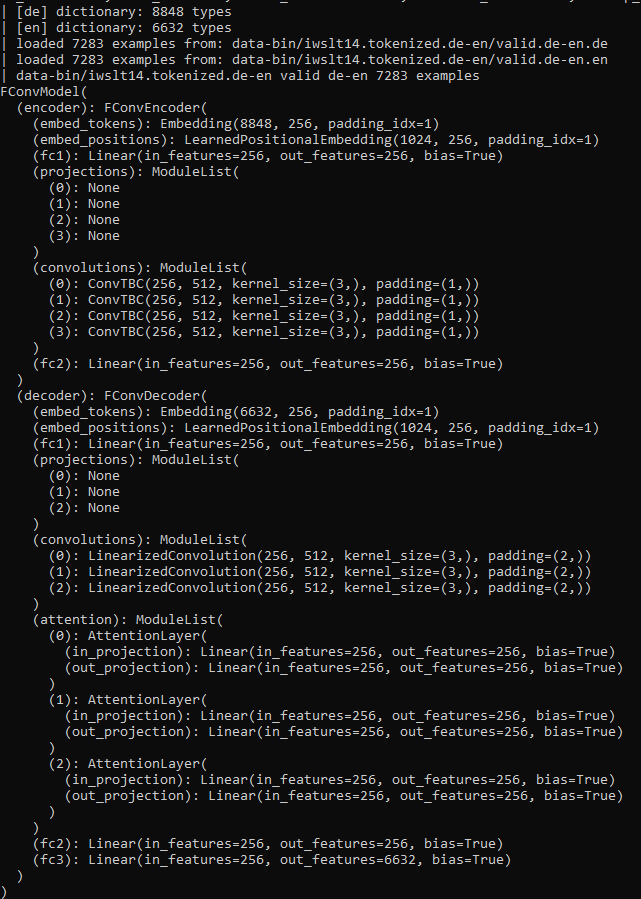 | [de] dictionary: 8848 types
| [en] dictionary: 6632 types
| loaded 7283 examples from: data-bin/iwslt14.tokenized.de-en/valid.de-en.de
| loaded 7283 examples from: data-bin/iwslt14.tokenized.de-en/valid.de-en.en
| data-bin/iwslt14.tokenized.de-en valid de-en 7283 examples
FConvModel(
  (encoder): FConvEncoder(
    (embed_tokens): Embedding(8848, 256, padding_idx=1)
    (embed_positions): LearnedPositionalEmbedding(1024, 256, padding_idx=1)
    (fc1): Linear(in_features=256, out_features=256, bias=True)
    (projections): ModuleList(
      (0): None
      (1): None
      (2): None
      (3): None
    )
    (convolutions): ModuleList(
      (0): ConvTBC(256, 512, kernel_size=(3,), padding=(1,))
      (1): ConvTBC(256, 512, kernel_size=(3,), padding=(1,))
      (2): ConvTBC(256, 512, kernel_size=(3,), padding=(1,))
      (3): ConvTBC(256, 512, kernel_size=(3,), padding=(1,))
    )
    (fc2): Linear(in_features=256, out_features=256, bias=True)
  )
  (decoder): FConvDecoder(
    (embed_tokens): Embedding(6632, 256, padding_idx=1)
    (embed_positions): LearnedPositionalEmbedding(1024, 256, padding_idx=1)
    (fc1): Linear(in_features=256, out_features=256, bias=True)
    (projections): ModuleList(
      (0): None
      (1): None
      (2): None
    )
    (convolutions): ModuleList(
      (0): LinearizedConvolution(256, 512, kernel_size=(3,), padding=(2,))
      (1): LinearizedConvolution(256, 512, kernel_size=(3,), padding=(2,))
      (2): LinearizedConvolution(256, 512, kernel_size=(3,), padding=(2,))
    )
    (attention): ModuleList(
      (0): AttentionLayer(
        (in_projection): Linear(in_features=256, out_features=256, bias=True)
        (out_projection): Linear(in_features=256, out_features=256, bias=True)
      )
      (1): AttentionLayer(
        (in_projection): Linear(in_features=256, out_features=256, bias=True)
        (out_projection): Linear(in_features=256, out_features=256, bias=True)
      )
      (2): AttentionLayer(
        (in_projection): Linear(in_features=256, out_features=256, bias=True)
        (out_projection): Linear(in_features=256, out_features=256, bias=True)
      )
    )
    (fc2): Linear(in_features=256, out_features=256, bias=True)
    (fc3): Linear(in_features=256, out_features=6632, bias=True)
  )
)